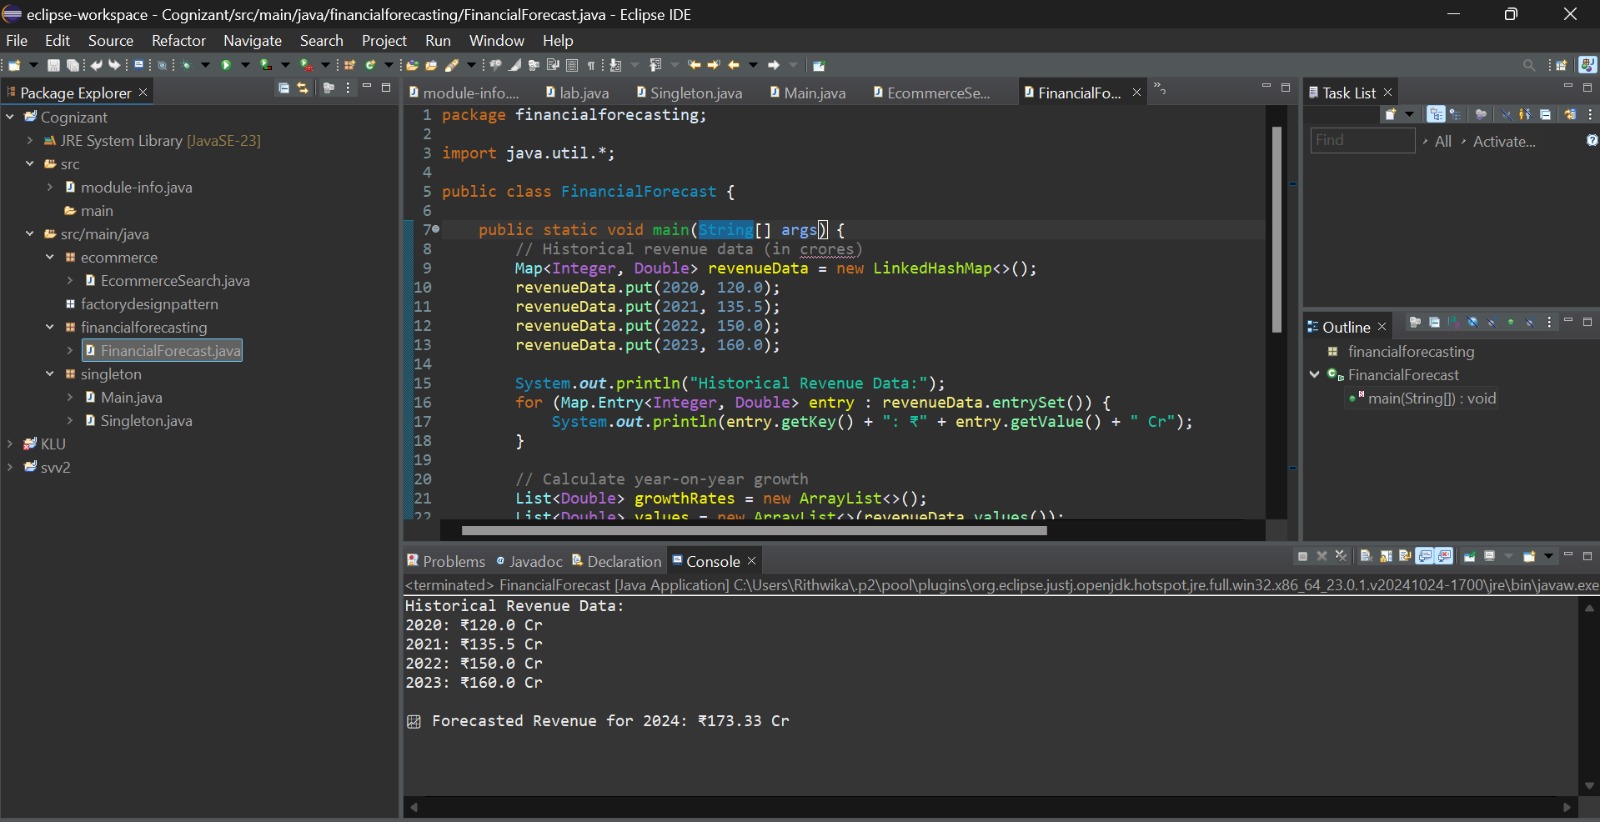 eclipse-workspace - Cognizant/src/main/java/financialforecasting/FinancialForecast.java - Eclipse IDE
File Edit Source Refactor Navigate Search Project Run Window Help
Package Explorer
Cognizant
JRE System Library [JavaSE-23]
src
module-info.java
main
src/main/java
ecommerce
EcommerceSearch.java
factorydesignpattern
financialforecasting
FinancialForecast.java
singleton
Main.java
Singleton.java
KLU
svv2
module-info.... lab.java Singleton.java Main.java EcommerceSe... FinancialFo...
1 package financialforecasting;
2
3 import java.util.*;
4
5 public class FinancialForecast {
6
7 public static void main(String[] args) {
8 // Historical revenue data (in crores)
9 Map<Integer, Double> revenueData = new LinkedHashMap<>();
10 revenueData.put(2020, 120.0);
11 revenueData.put(2021, 135.5);
12 revenueData.put(2022, 150.0);
13 revenueData.put(2023, 160.0);
14
15 System.out.println("Historical Revenue Data:");
16 for (Map.Entry<Integer, Double> entry : revenueData.entrySet()) {
17 System.out.println(entry.getKey() + ": ₹" + entry.getValue() + " Cr");
18 }
19
20 // Calculate year-on-year growth
21 List<Double> growthRates = new ArrayList<>();
22 List<Double> values = new ArrayList<>(revenueData.values());
Task List
Find All Activate...
Outline
financialforecasting
FinancialForecast
main(String[]) : void
Problems Javadoc Declaration Console
<terminated> FinancialForecast [Java Application] C:\Users\Rithwika\.p2\pool\plugins\org.eclipse.justj.openjdk.hotspot.jre.full.win32.x86_64_23.0.1.v20241024-1700\jre\bin\javaw.exe
Historical Revenue Data:
2020: ₹120.0 Cr
2021: ₹135.5 Cr
2022: ₹150.0 Cr
2023: ₹160.0 Cr
Forecasted Revenue for 2024: ₹173.33 Cr